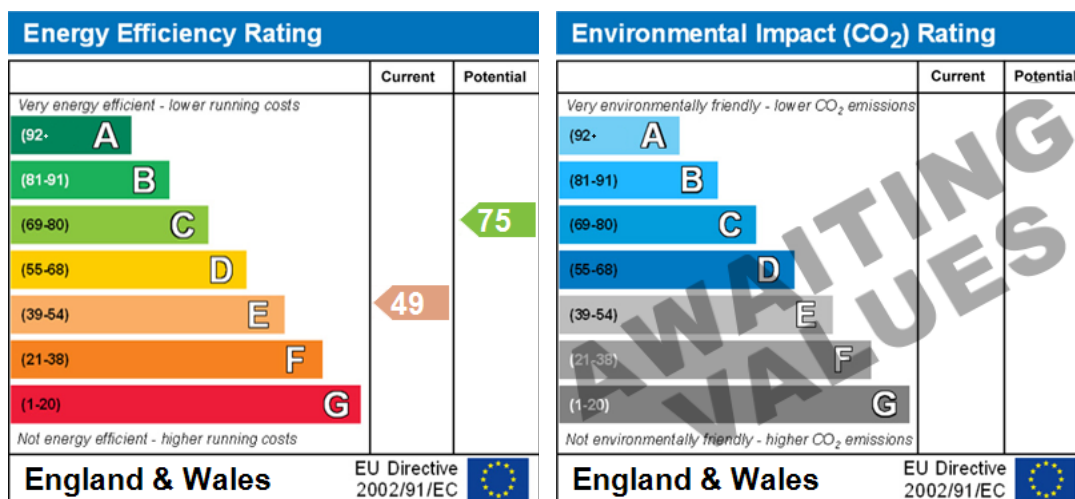 Energy Efficiency Rating
Current Potential
Very energy efficient - lower running costs
(92+ A
(81-91) B
(69-80) C
75
(55-68) D
(39-54) E
49
(21-38) F
(1-20) G
Not energy efficient - higher running costs
England & Wales
EU Directive
2002/91/EC
Environmental Impact (CO₂) Rating
Current Potential
Very environmentally friendly - lower CO₂ emissions
(92+ A
(81-91) B
(69-80) C
(55-68) D
(39-54) E
(21-38) F
(1-20) G
AWAITING
VALUES
Not environmentally friendly - higher CO₂ emissions
England & Wales
EU Directive
2002/91/EC